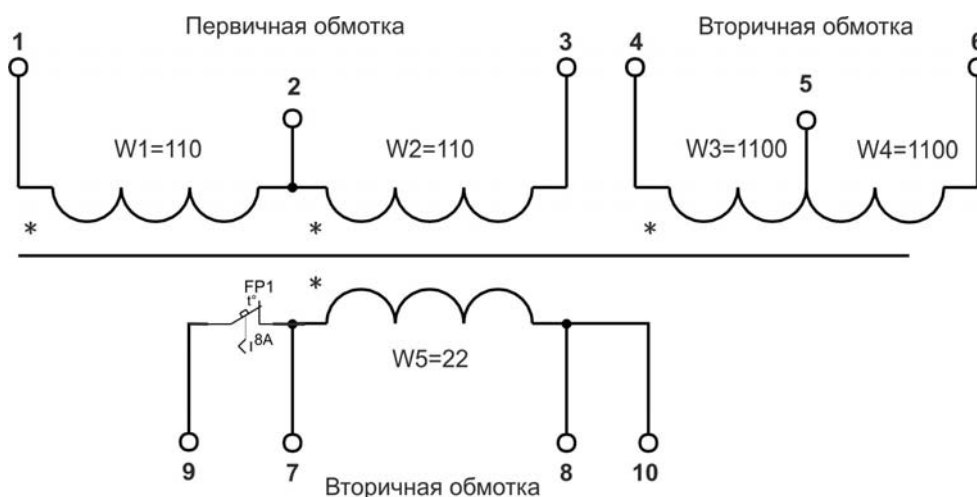 Первичная обмотка
Вторичная обмотка
1
3
4
6
2
5
W1=110
W2=110
W3=1100
W4=1100
*
*
*
FP1
t°
*
I 8A
W5=22
9
7
8
10
Вторичная обмотка